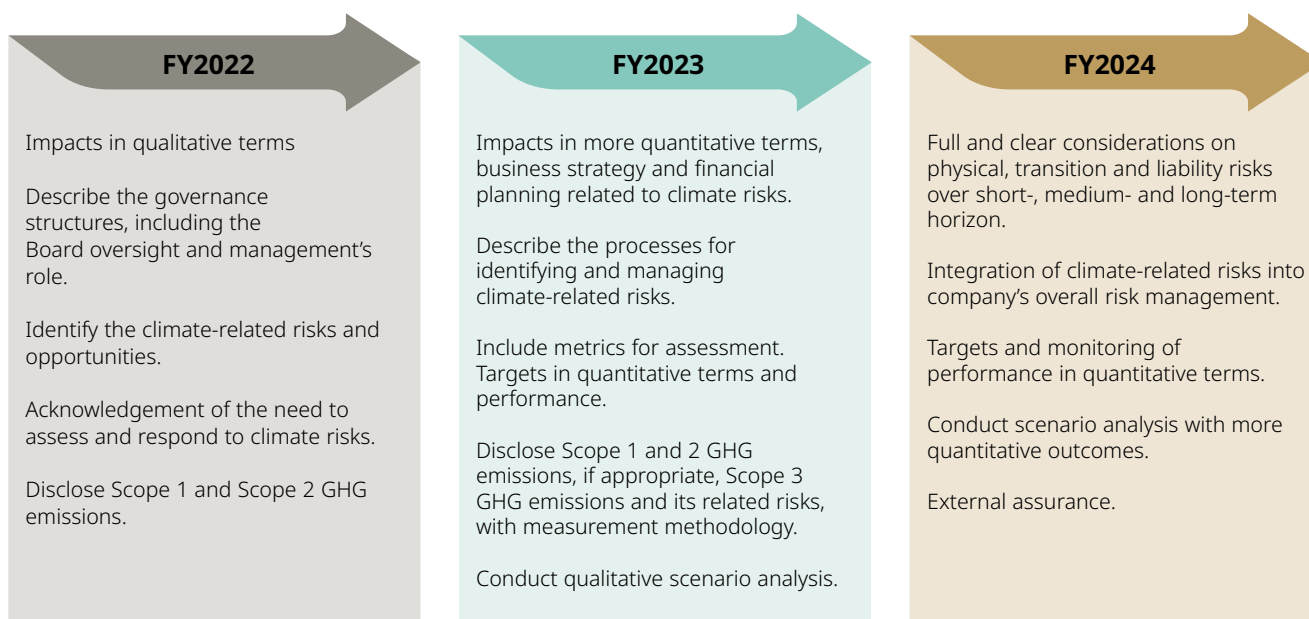 FY2022
Impacts in qualitative terms
Describe the governance
structures, including the
Board oversight and management's
role.
Identify the climate-related risks and
opportunities.
Acknowledgement of the need to
assess and respond to climate risks.
Disclose Scope 1 and Scope 2 GHG
emissions.
FY2023
Impacts in more quantitative terms,
business strategy and financial
planning related to climate risks.
Describe the processes for
identifying and managing
climate-related risks.
Include metrics for assessment.
Targets in quantitative terms and
performance.
Disclose Scope 1 and 2 GHG
emissions, if appropriate, Scope 3
GHG emissions and its related risks,
with measurement methodology.
Conduct qualitative scenario analysis.
FY2024
Full and clear considerations on
physical, transition and liability risks
over short-, medium- and long-term
horizon.
Integration of climate-related risks into
company's overall risk management.
Targets and monitoring of
performance in quantitative terms.
Conduct scenario analysis with more
quantitative outcomes.
External assurance.